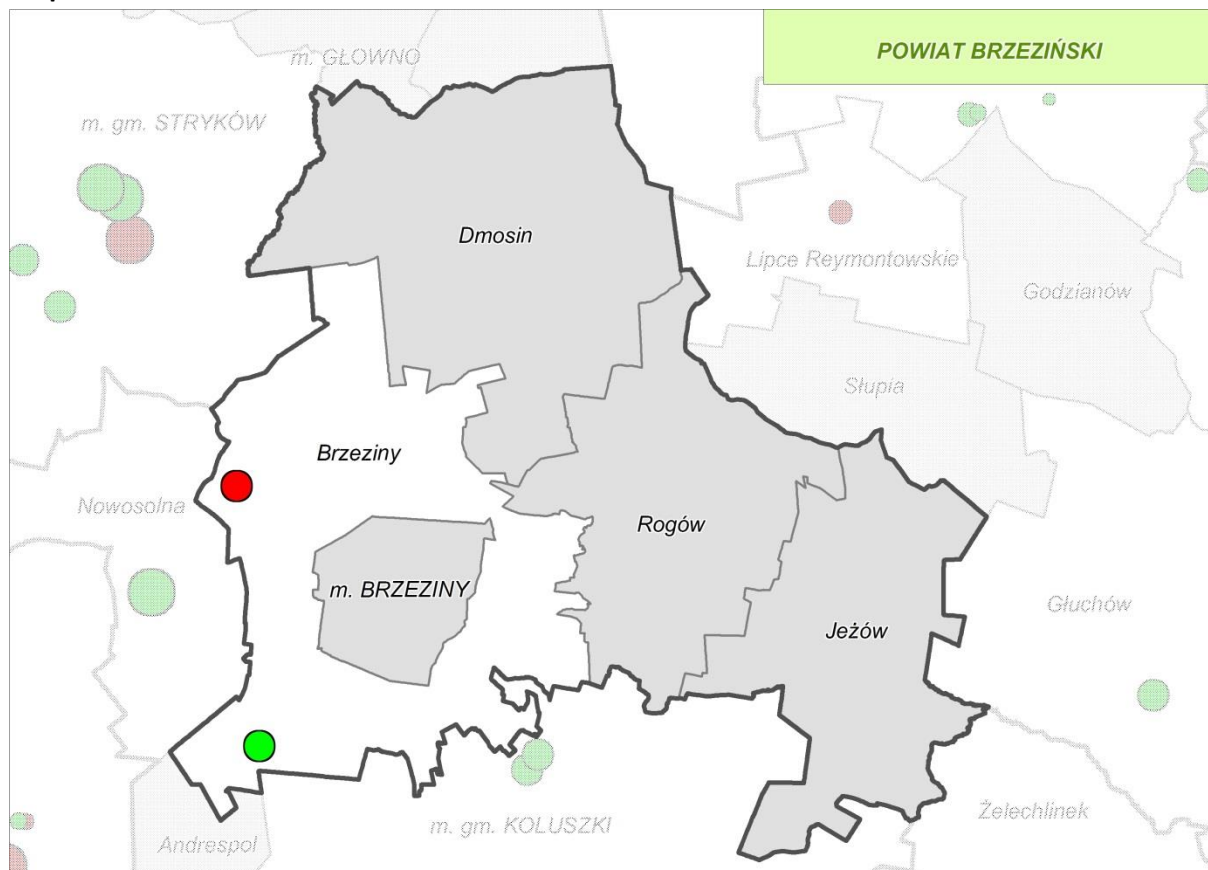 POWIAT BRZEZIŃSKI
m. GŁOWNO
m. gm. STRYKÓW
Dmosin
Lipce Reymontowskie
Godzianów
Słupia
Brzeziny
Nowosolna
Rogów
m. BRZEZINY
Głuchów
Jeżów
Żelechlinek
m. gm. KOLUSZKI
Andrespol